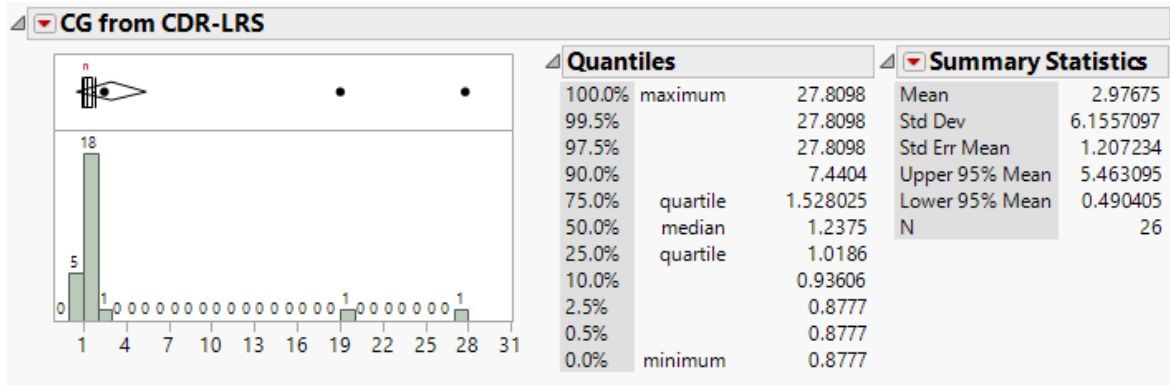 CG from CDR-LRS
n
18
5
0 1 0 0 0 0 0 0 0 0 0 0 0 0 0 0 0 0 1 0 0 0 0 0 0 0 1
1 4 7 10 13 16 19 22 25 28 31
Quantiles
100.0% maximum 27.8098
99.5% 27.8098
97.5% 27.8098
90.0% 7.4404
75.0% quartile 1.528025
50.0% median 1.2375
25.0% quartile 1.0186
10.0% 0.93606
2.5% 0.8777
0.5% 0.8777
0.0% minimum 0.8777
Summary Statistics
Mean 2.97675
Std Dev 6.1557097
Std Err Mean 1.207234
Upper 95% Mean 5.463095
Lower 95% Mean 0.490405
N 26